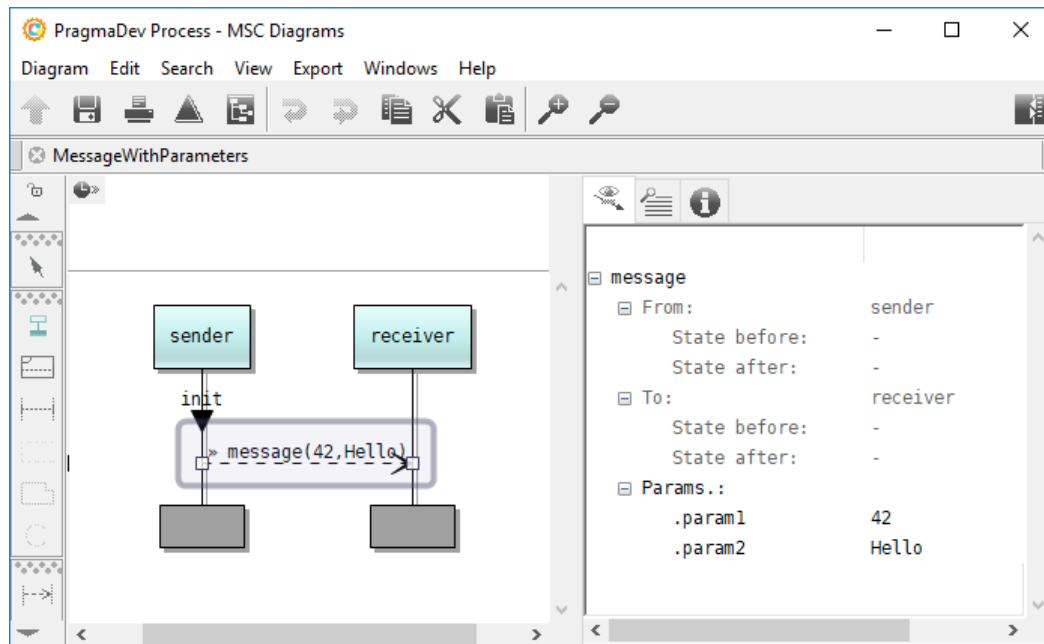 PragmaDev Process - MSC Diagrams
Diagram Edit Search View Export Windows Help
MessageWithParameters
sender receiver
init
» message(42,Hello)
message
From: sender
State before: -
State after: -
To: receiver
State before: -
State after: -
Params.:
.param1 42
.param2 Hello